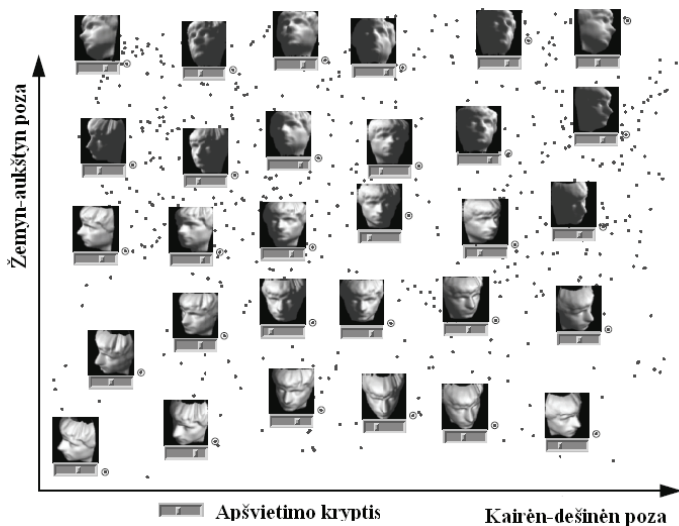 Žemyn-aukštyn poza
Apšvietimo kryptis
Kairėn-dešinėn poza